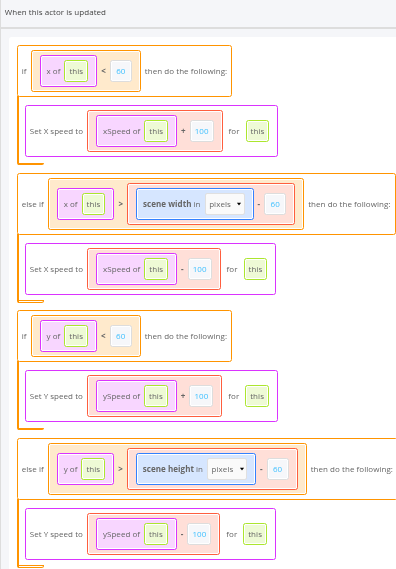 When this actor is updated
if x of this < 60 then do the following:
Set X speed to xSpeed of this + 100 for this
else if x of this > scene width in pixels - 60 then do the following:
Set X speed to xSpeed of this - 100 for this
if y of this < 60 then do the following:
Set Y speed to ySpeed of this + 100 for this
else if y of this > scene height in pixels - 60 then do the following:
Set Y speed to ySpeed of this - 100 for this